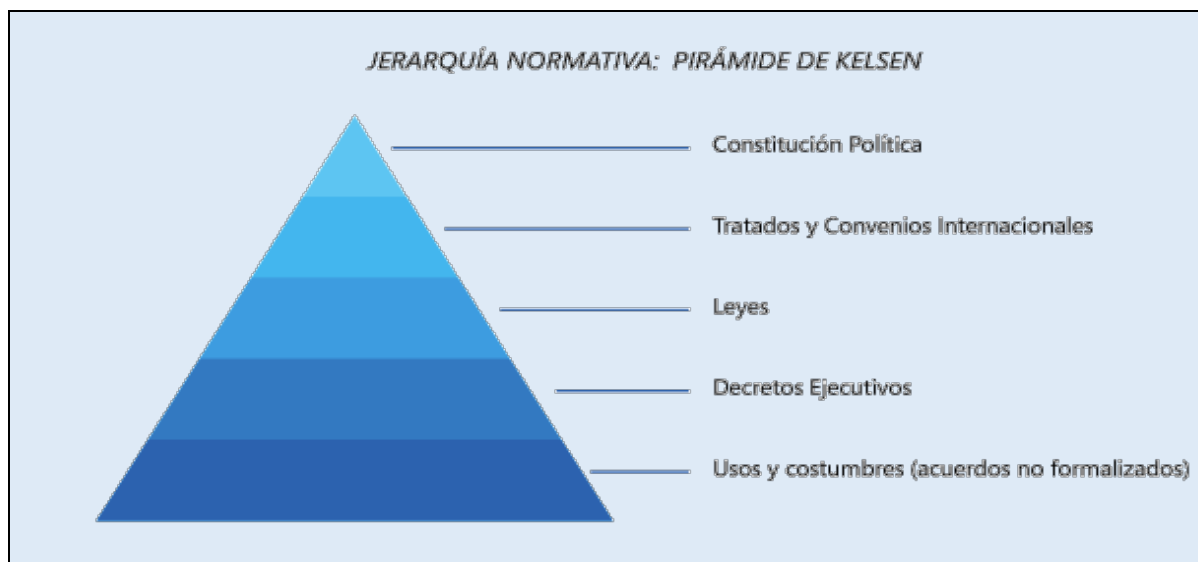 JERARQUÍA NORMATIVA: PIRÁMIDE DE KELSEN
Constitución Política
Tratados y Convenios Internacionales
Leyes
Decretos Ejecutivos
Usos y costumbres (acuerdos no formalizados)